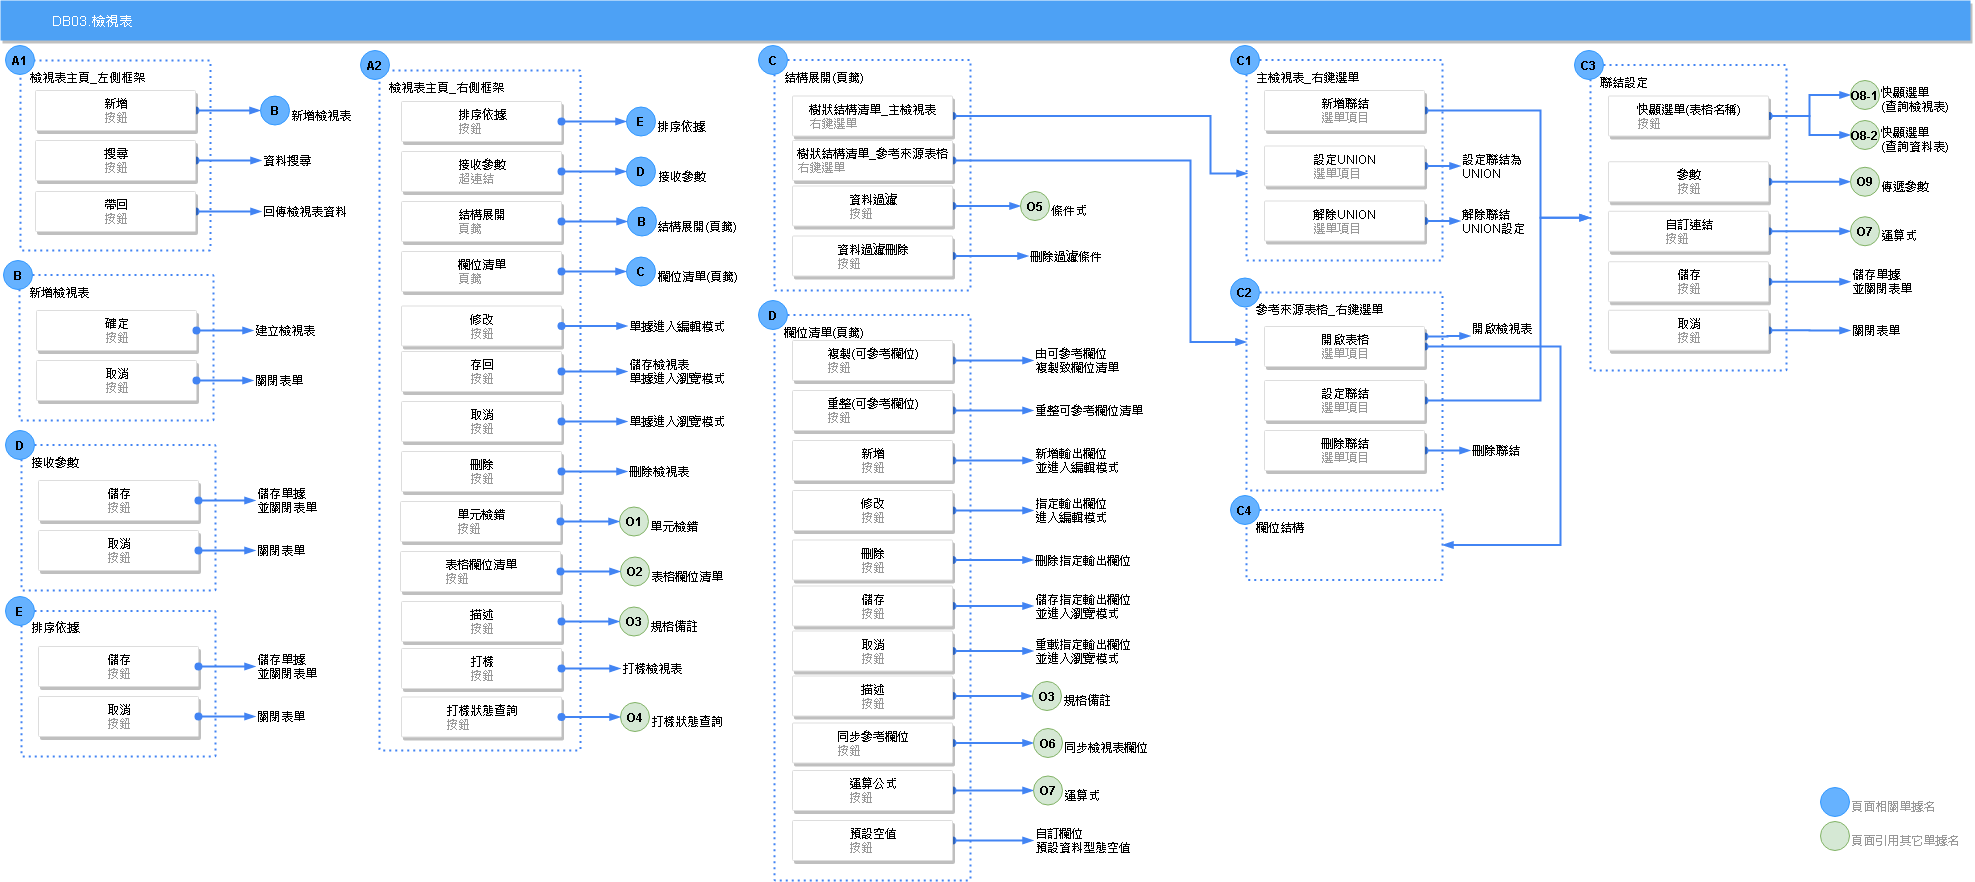 DB03.檢視表
A1
檢視表主頁_左側框架
新增
按鈕
B
新增檢視表
搜尋
按鈕
資料搜尋
帶回
按鈕
回傳檢視表資料
B
新增檢視表
確定
按鈕
建立檢視表
取消
按鈕
關閉表單
D
接收參數
儲存
按鈕
儲存單據
並關閉表單
取消
按鈕
關閉表單
E
排序依據
儲存
按鈕
儲存單據
並關閉表單
取消
按鈕
關閉表單
A2
檢視表主頁_右側框架
排序依據
按鈕
E
排序依據
接收參數
超連結
D
接收參數
結構展開
頁籤
B
結構展開(頁籤)
欄位清單
頁籤
C
欄位清單(頁籤)
修改
按鈕
單據進入編輯模式
存回
按鈕
儲存檢視表
單據進入瀏覽模式
取消
按鈕
單據進入瀏覽模式
刪除
按鈕
刪除檢視表
單元檢錯
按鈕
O1
單元檢錯
表格欄位清單
按鈕
O2
表格欄位清單
描述
按鈕
O3
規格備註
打樣
按鈕
打樣檢視表
打樣狀態查詢
按鈕
O4
打樣狀態查詢
C
結構展開(頁籤)
樹狀結構清單_主檢視表
右鍵選單
樹狀結構清單_參考來源表格
右鍵選單
資料過濾
按鈕
O5
條件式
資料過濾刪除
按鈕
刪除過濾條件
D
欄位清單(頁籤)
複製(可參考欄位)
按鈕
由可參考欄位
複製致欄位清單
重整(可參考欄位)
按鈕
重整可參考欄位清單
新增
按鈕
新增輸出欄位
並進入編輯模式
修改
按鈕
指定輸出欄位
進入編輯模式
刪除
按鈕
刪除指定輸出欄位
儲存
按鈕
儲存指定輸出欄位
並進入瀏覽模式
取消
按鈕
重載指定輸出欄位
並進入瀏覽模式
描述
按鈕
O3
規格備註
同步參考欄位
按鈕
O6
同步檢視表欄位
運算公式
按鈕
O7
運算式
預設空值
按鈕
自訂欄位
預設資料型態空值
C1
主檢視表_右鍵選單
新增聯結
選單項目
設定UNION
選單項目
設定聯結為
UNION
解除UNION
選單項目
解除聯結
UNION設定
C2
參考來源表格_右鍵選單
開啟表格
選單項目
開啟檢視表
設定聯結
選單項目
刪除聯結
選單項目
刪除聯結
C4
欄位結構
C3
聯結設定
快顯選單(表格名稱)
按鈕
O8-1
快顯選單
(查詢檢視表)
O8-2
快顯選單
(查詢資料表)
參數
按鈕
O9
傳遞參數
自訂連結
按鈕
O7
運算式
儲存
按鈕
儲存單據
並關閉表單
取消
按鈕
關閉表單
頁面相關單據名
頁面引用其它單據名